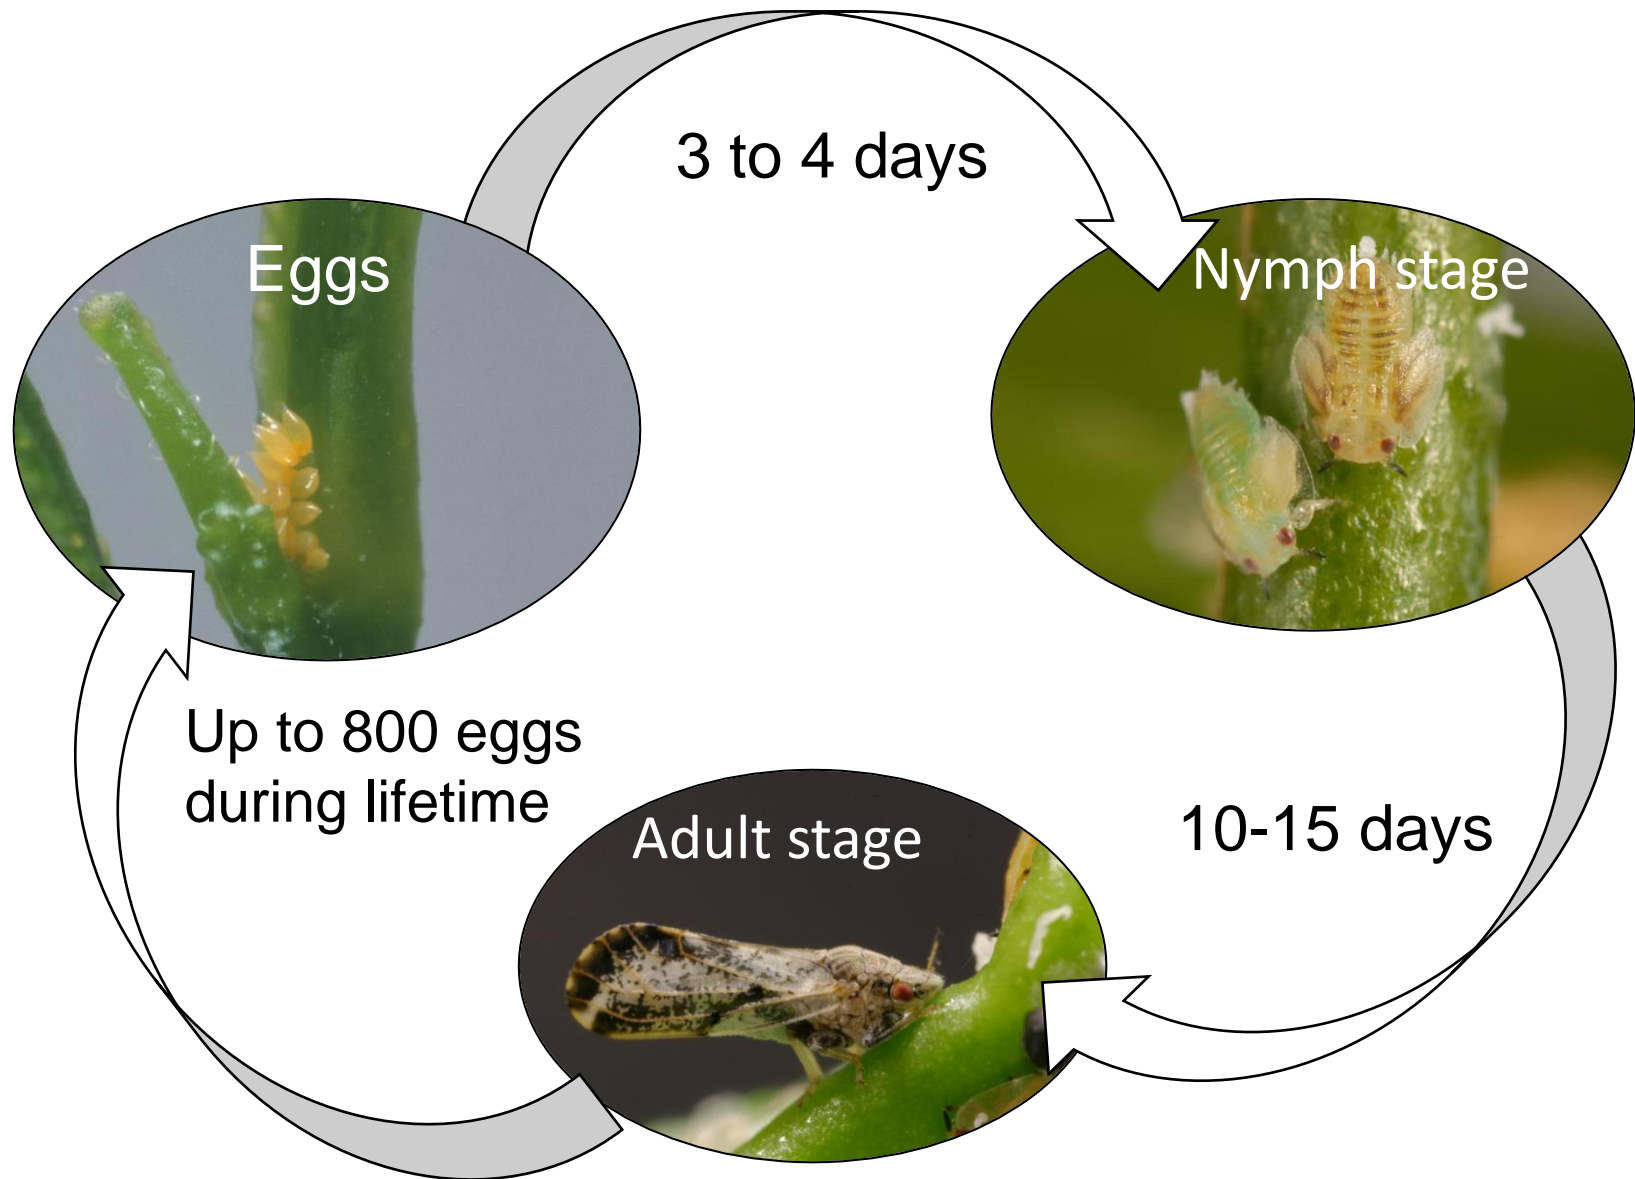 3 to 4 days
Eggs
Nymph stage
Up to 800 eggs
during lifetime
10-15 days
Adult stage